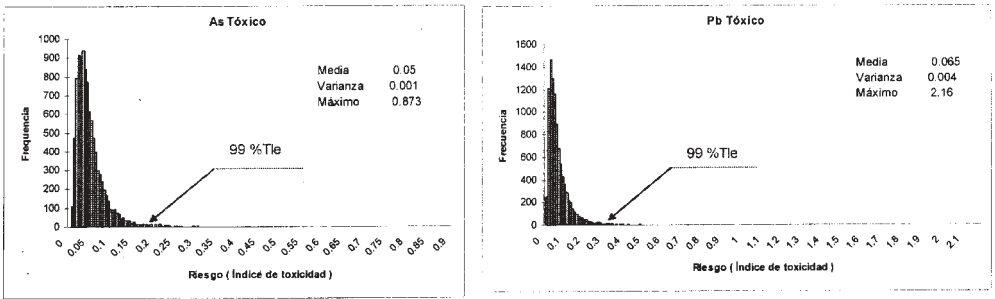 As Tóxico
1000
900
800
700
600
500
400
300
200
100
0
Frequencia
Media 0.05
Varianza 0.001
Máximo 0.873
99 %Tle
0 0.05 0.1 0.15 0.2 0.25 0.3 0.35 0.4 0.45 0.5 0.55 0.6 0.65 0.7 0.75 0.8 0.85 0.9
Riesgo ( Índice de toxicidad )
Pb Tóxico
1600
1400
1200
1000
800
600
400
200
0
Frecuencia
Media 0.065
Varianza 0.004
Máximo 2.16
99 %Tle
0 0.1 0.2 0.3 0.4 0.5 0.6 0.7 0.8 0.9 1 1.1 1.2 1.3 1.4 1.5 1.6 1.7 1.8 1.9 2 2.1
Riesgo ( Índice de toxicidad )